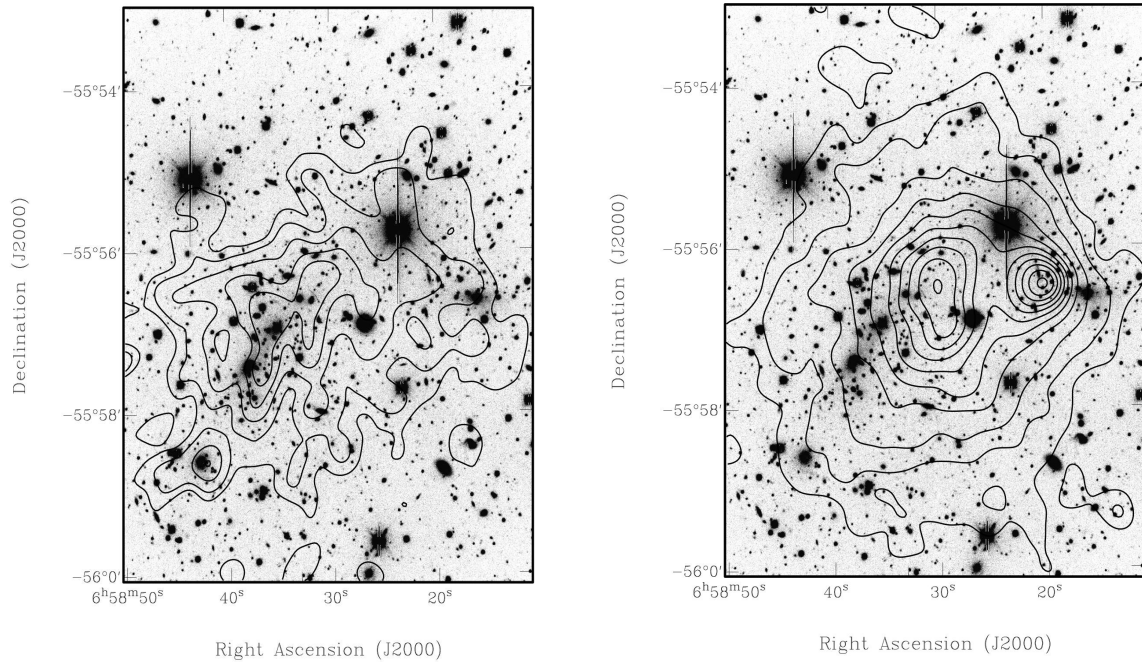 Declination (J2000)
−55°54′
−55°56′
−55°58′
−56°0′
6ʰ58ᵐ50ˢ
40ˢ
30ˢ
20ˢ
Right Ascension (J2000)
Declination (J2000)
−55°54′
−55°56′
−55°58′
−56°0′
6ʰ58ᵐ50ˢ
40ˢ
30ˢ
20ˢ
Right Ascension (J2000)